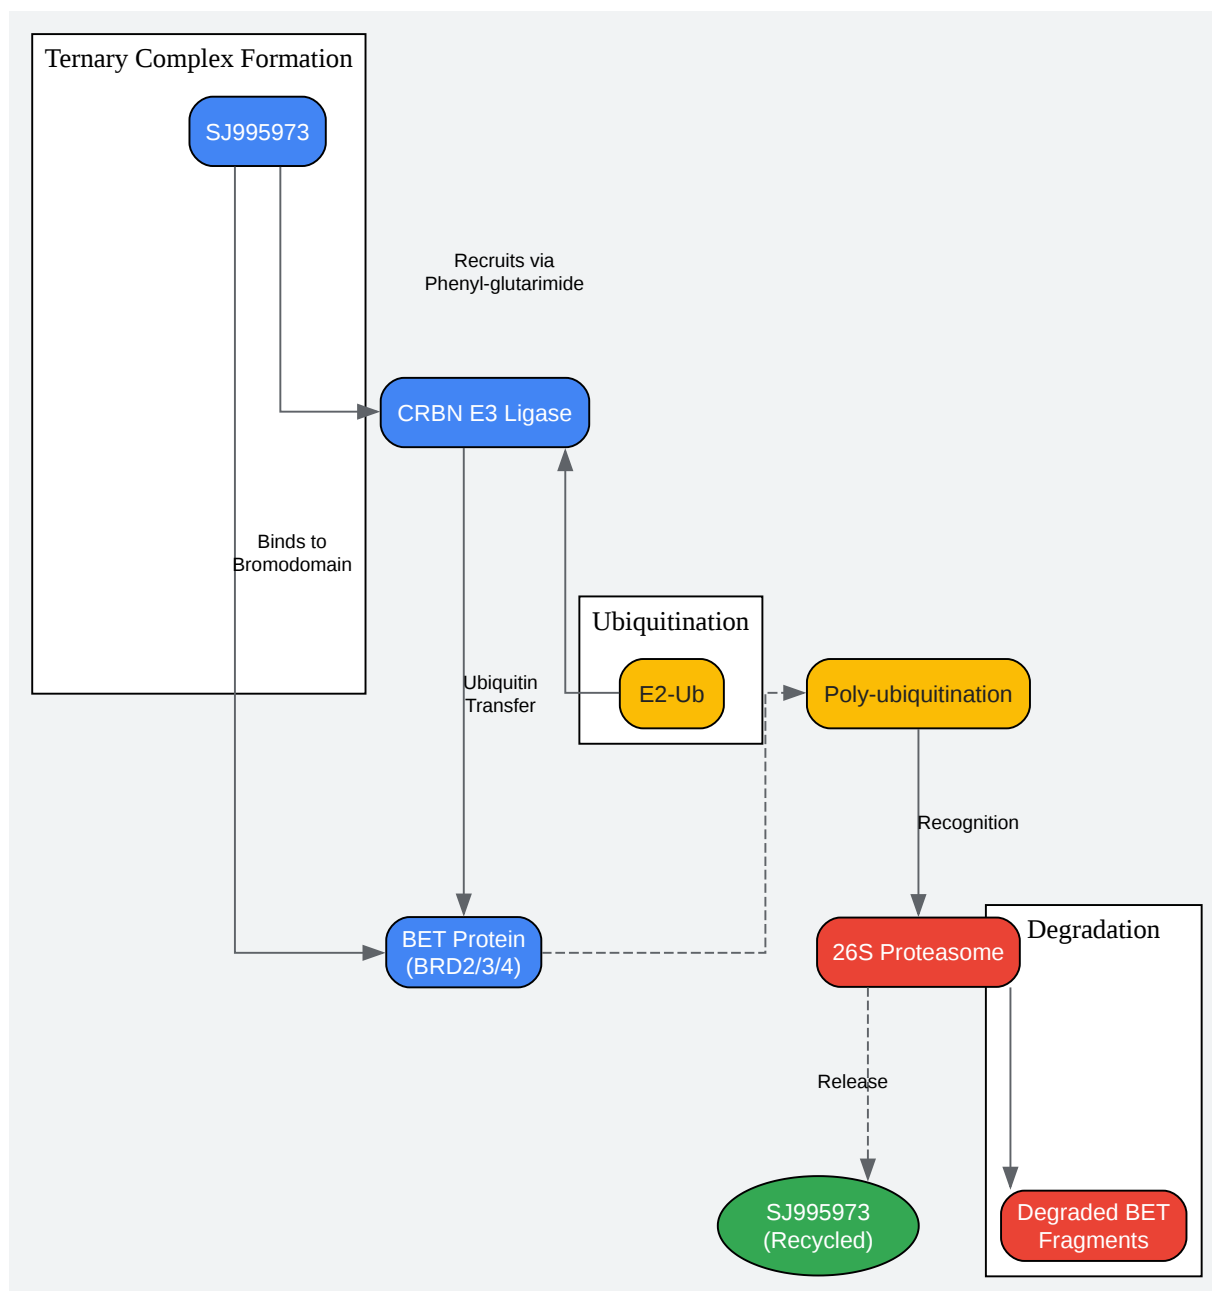 Ternary Complex Formation
SJ995973
Recruits via
Phenyl-glutarimide
CRBN E3 Ligase
Binds to
Bromodomain
Ubiquitination
Ubiquitin
Transfer
E2-Ub
Poly-ubiquitination
Recognition
BET Protein
(BRD2/3/4)
26S Proteasome
Degradation
Release
SJ995973
(Recycled)
Degraded BET
Fragments